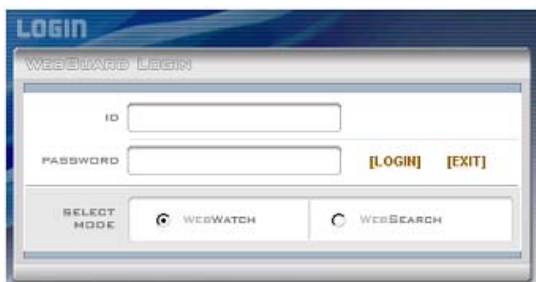 LOGIN
WEBGUARD LOGIN
ID
PASSWORD [LOGIN] [EXIT]
SELECT MODE
WEBWATCH
WEBSEARCH